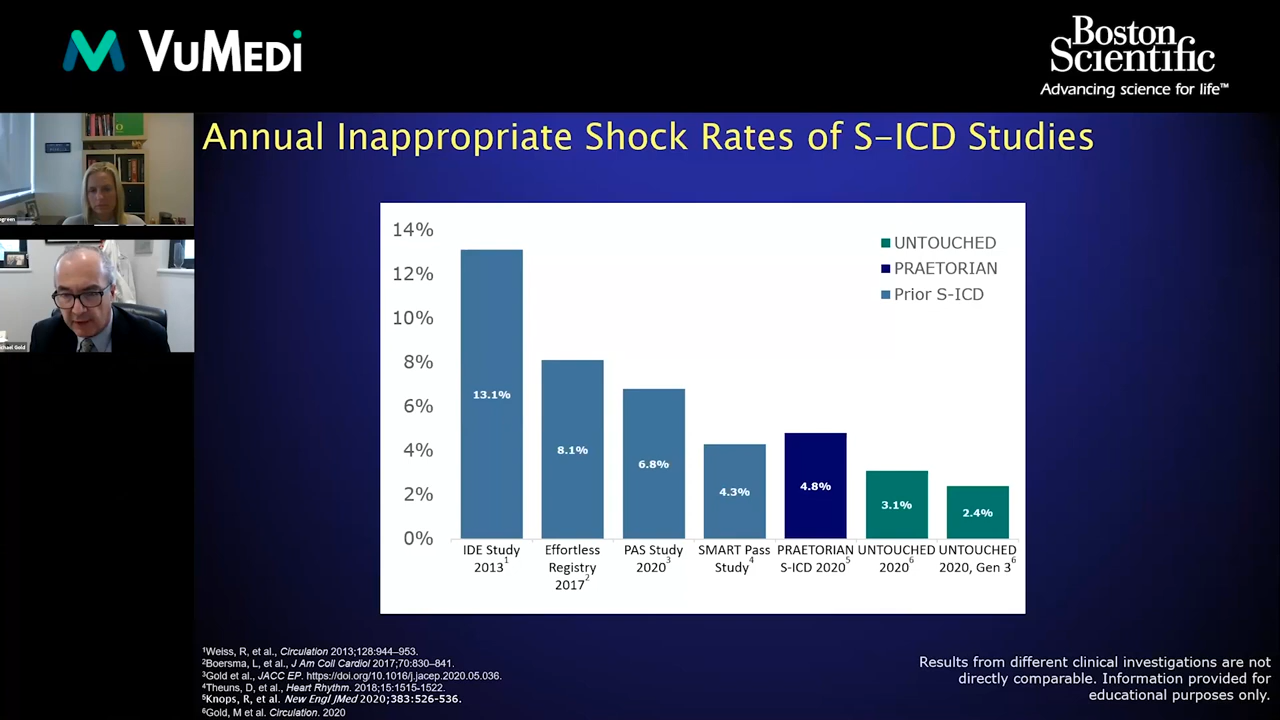 VUMEDI
Boston
Scientific
Advancing science for life™
Annual Inappropriate Shock Rates of S-ICD Studies
14%
12%
10%
8%
6%
4%
2%
0%
UNTOUCHED
PRAETORIAN
Prior S-ICD
13.1%
8.1%
6.8%
4.3%
4.8%
3.1%
2.4%
IDE Study
2013¹
Effortless
Registry
2017²
PAS Study
2020³
SMART Pass
Study⁴
PRAETORIAN
S-ICD 2020⁵
UNTOUCHED
2020⁶
UNTOUCHED
2020, Gen 3⁶
¹Weiss, R, et al., Circulation 2013;128:944–953.
²Boersma, L, et al., J Am Coll Cardiol 2017;70:830–841.
³Gold et al., JACC EP. https://doi.org/10.1016/j.jacep.2020.05.036.
⁴Theuns, D, et al., Heart Rhythm. 2018;15:1515-1522.
⁵Knops, R, et al. New Engl JMed 2020;383:526-536.
⁶Gold, M et al. Circulation. 2020
Results from different clinical investigations are not
directly comparable. Information provided for
educational purposes only.